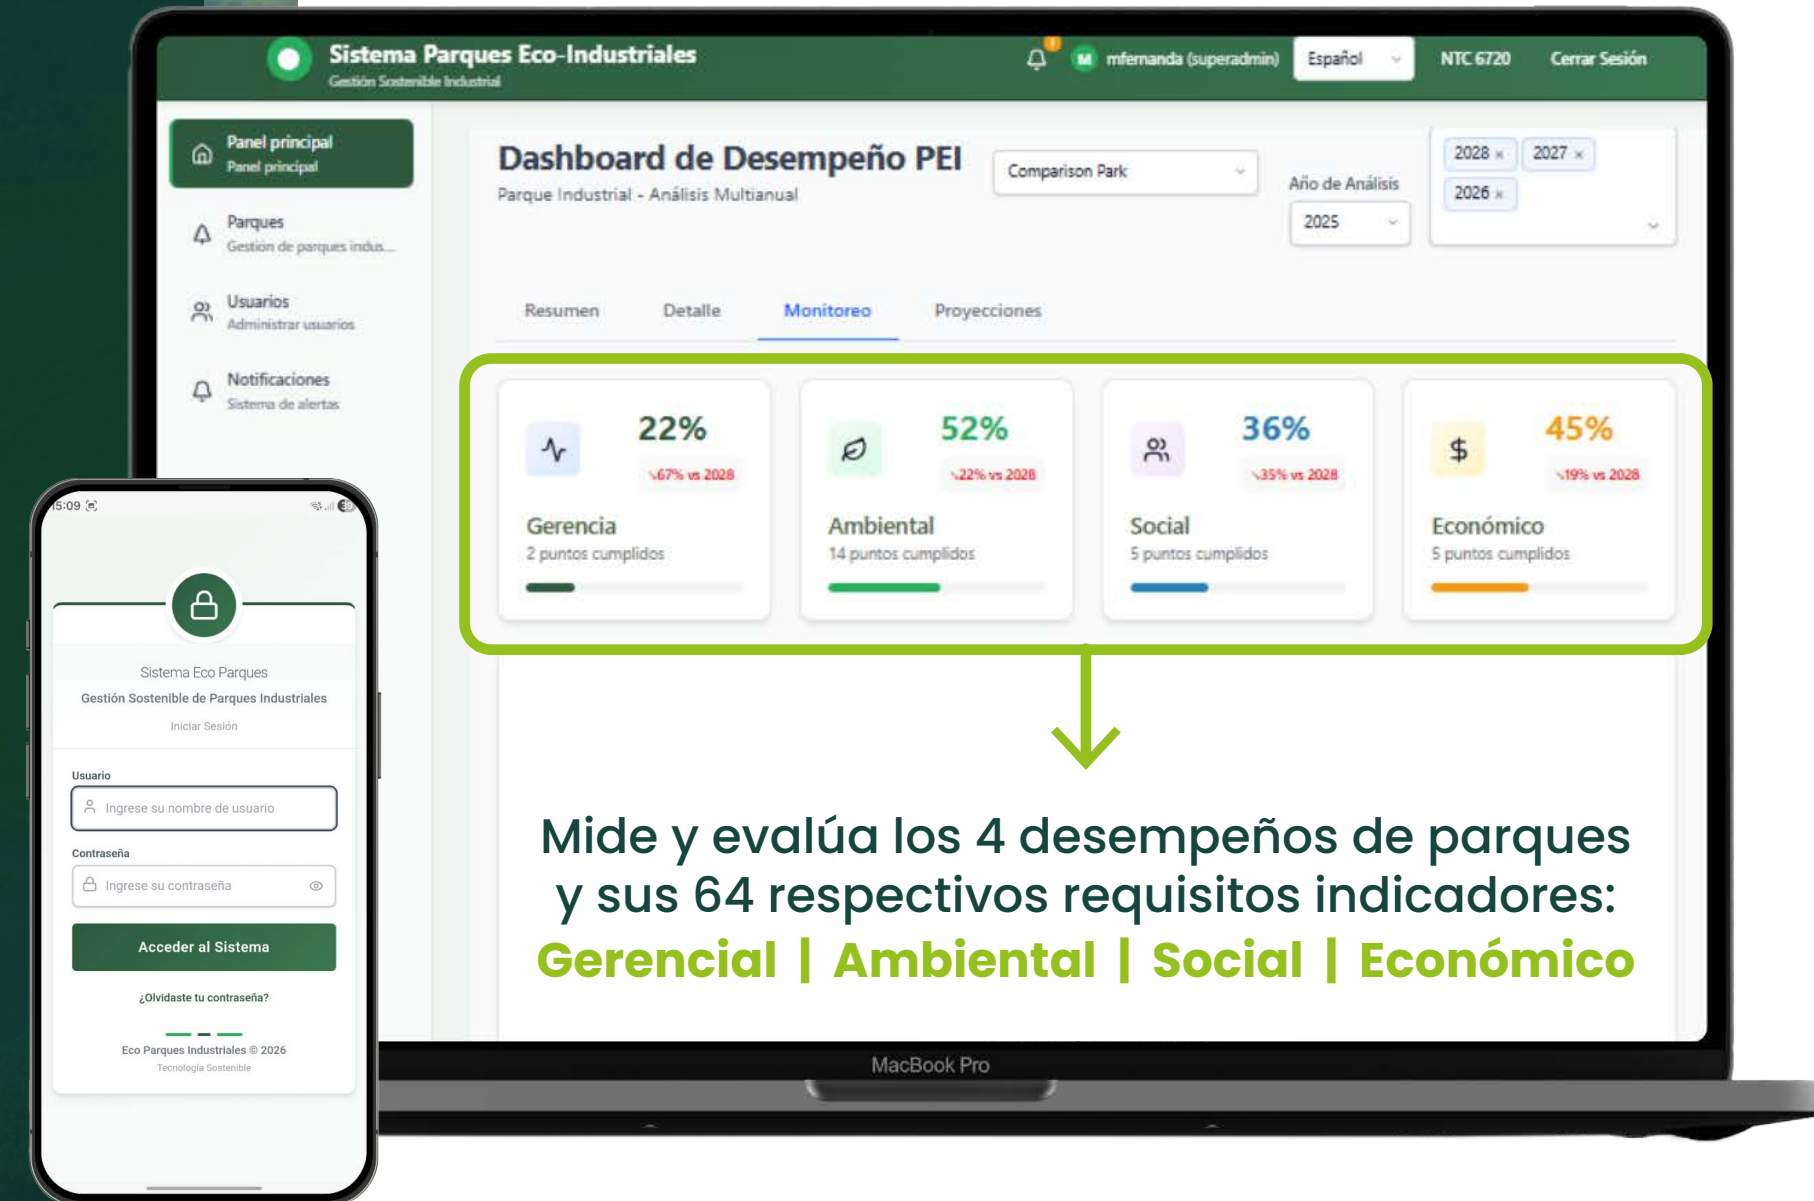 Sistema Parques Eco-Industriales
Gestión Sostenible Industrial
M mfernanda (superadmin)
Español
NTC 6720
Cerrar Sesión
Panel principal
Panel principal
Parques
Gestión de parques indus...
Usuarios
Administrar usuarios
Notificaciones
Sistema de alertas
Dashboard de Desempeño PEI
Parque Industrial - Análisis Multianual
Comparison Park
Año de Análisis
2025
2028 × 2027 ×
2026 ×
Resumen Detalle Monitoreo Proyecciones
22%
↘67% vs 2028
Gerencia
2 puntos cumplidos
52%
↘22% vs 2028
Ambiental
14 puntos cumplidos
36%
↘35% vs 2028
Social
5 puntos cumplidos
$
45%
↘19% vs 2028
Económico
5 puntos cumplidos
Mide y evalúa los 4 desempeños de parques
y sus 64 respectivos requisitos indicadores:
Gerencial | Ambiental | Social | Económico
MacBook Pro
15:09
Sistema Eco Parques
Gestión Sostenible de Parques Industriales
Iniciar Sesión
Usuario
Ingrese su nombre de usuario
Contraseña
Ingrese su contraseña
Acceder al Sistema
¿Olvidaste tu contraseña?
Eco Parques Industriales © 2026
Tecnología Sostenible